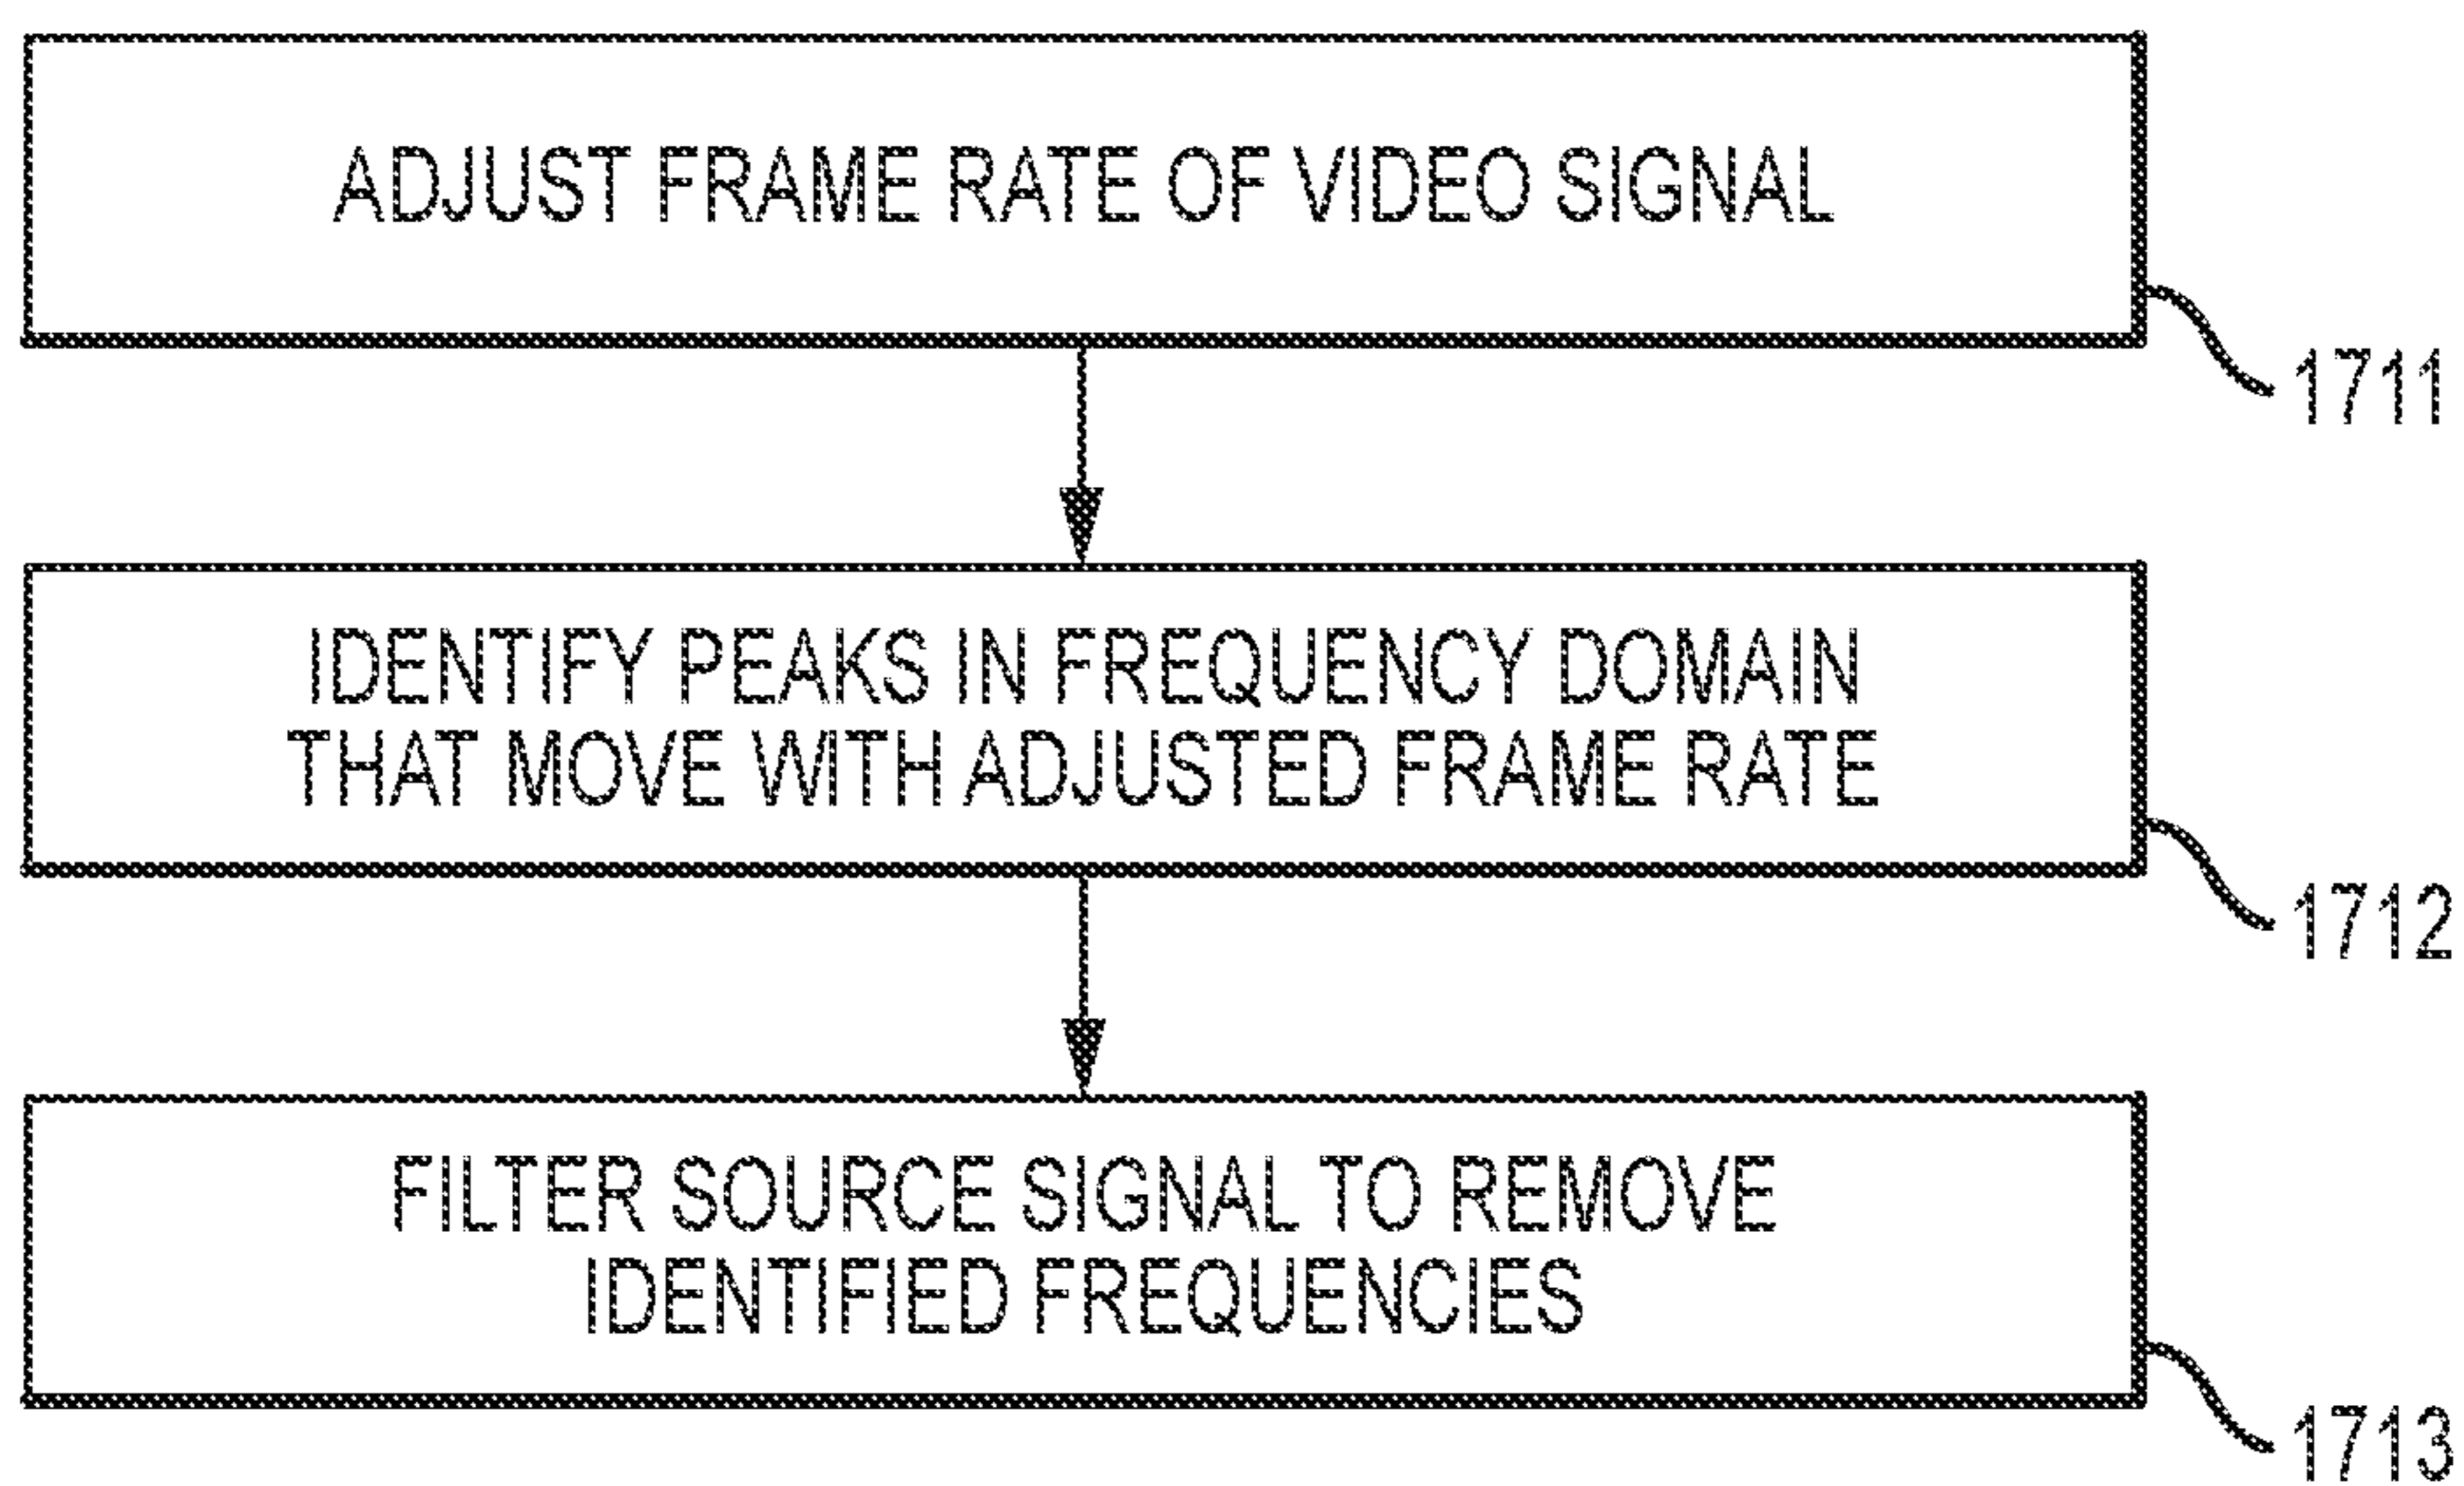 ADJUST FRAME RATE OF VIDEO SIGNAL
1711
IDENTIFY PEAKS IN FREQUENCY DOMAIN
THAT MOVE WITH ADJUSTED FRAME RATE
1712
FILTER SOURCE SIGNAL TO REMOVE
IDENTIFIED FREQUENCIES
1713